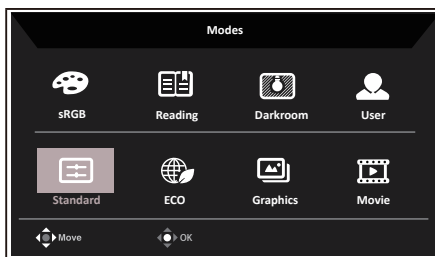 Modes
sRGB Reading Darkroom User
Standard ECO Graphics Movie
Move OK